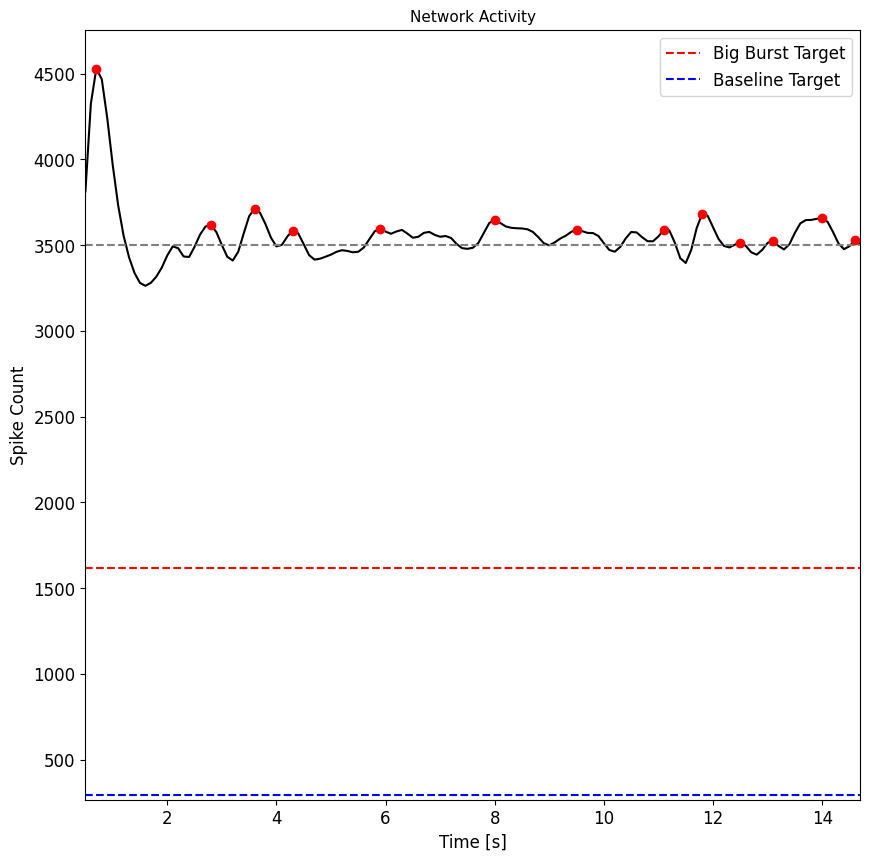 Network Activity
Big Burst Target
Baseline Target
Spike Count
4500
4000
3500
3000
2500
2000
1500
1000
500
2 4 6 8 10 12 14
Time [s]